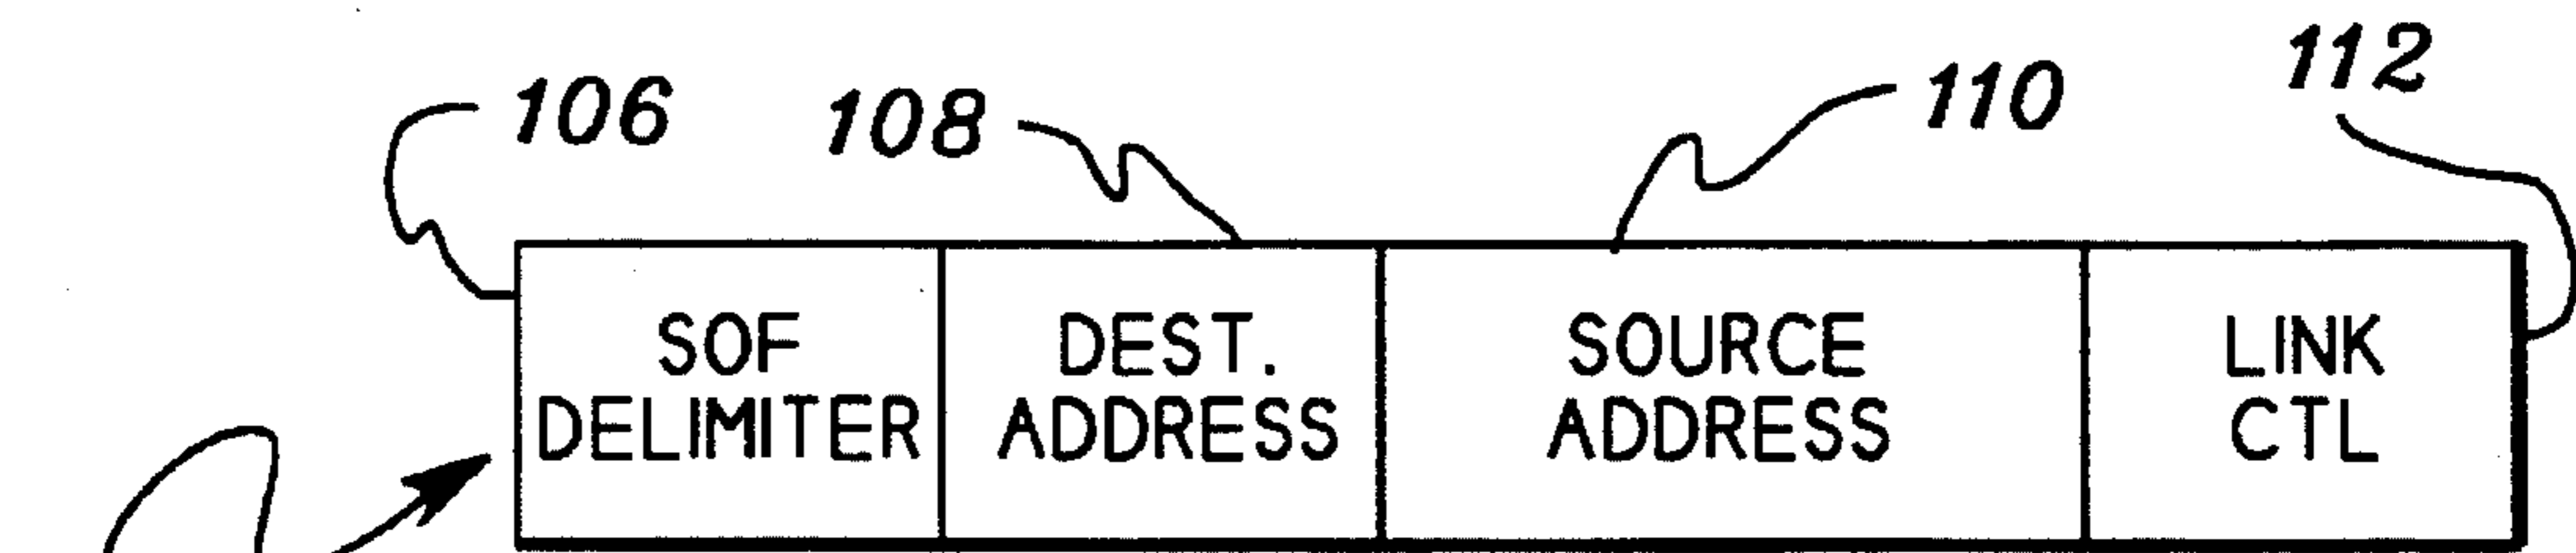 106 108 110 112
SOF DELIMITER
DEST. ADDRESS
SOURCE ADDRESS
LINK CTL